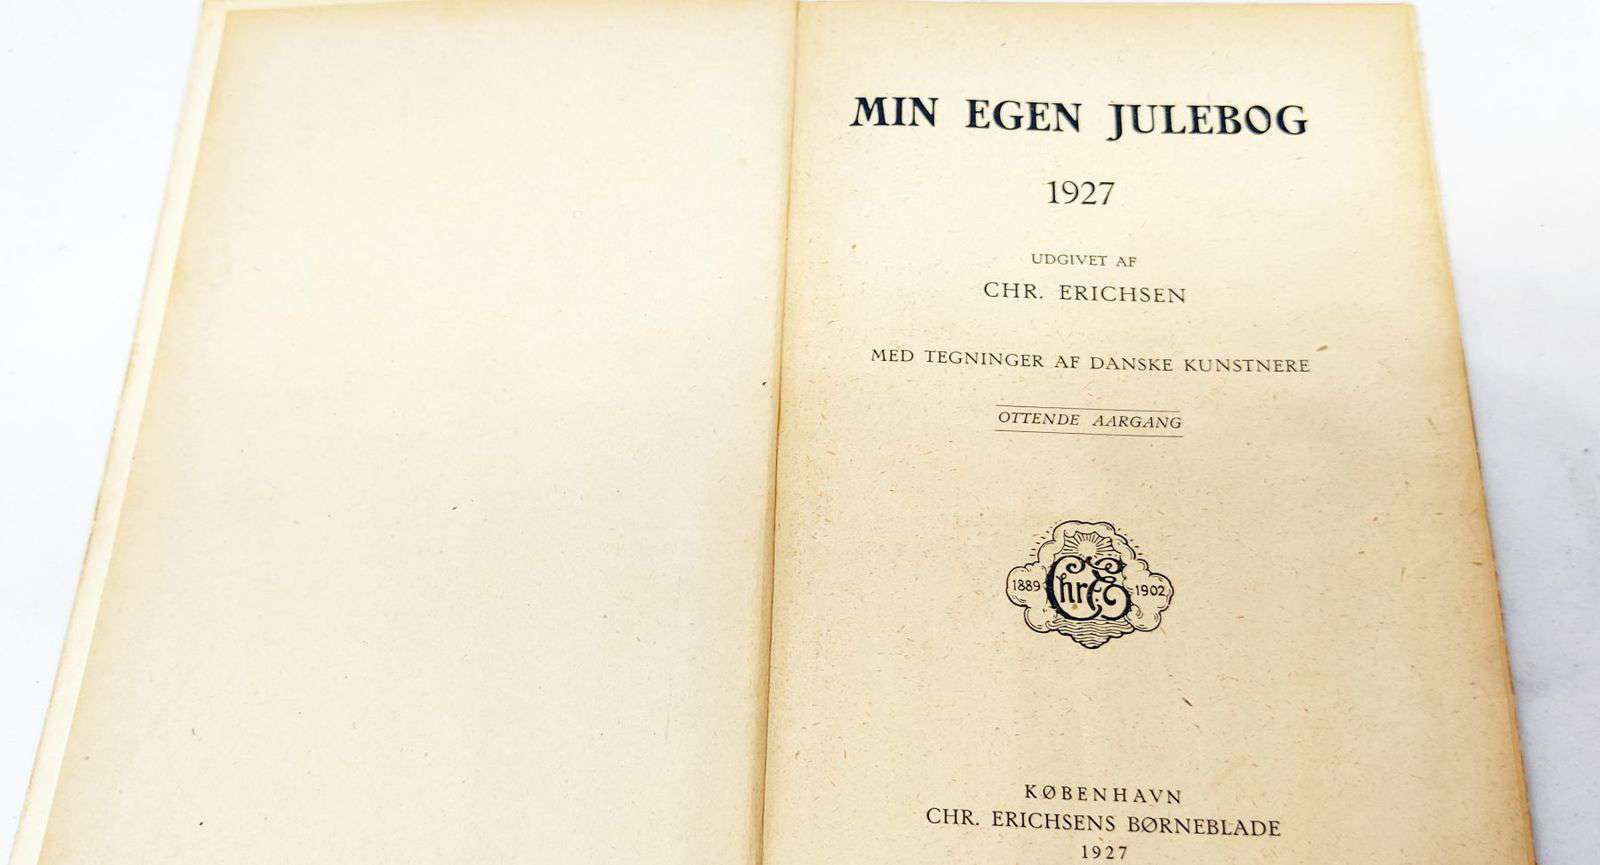 MIN EGEN JULEBOG
1927
UDGIVET AF
CHR. ERICHSEN
MED TEGNINGER AF DANSKE KUNSTNERE
OTTENDE AARGANG
1889 Chr. E 1902
KØBENHAVN
CHR. ERICHSENS BØRNEBLADE
1927